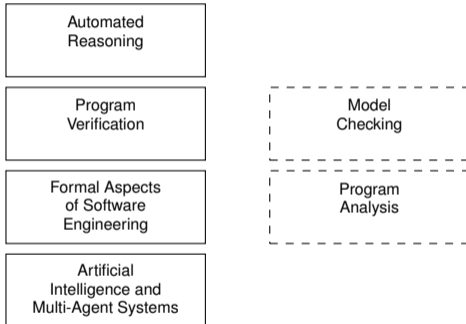 Automated
Reasoning
Program
Verification
Model
Checking
Formal Aspects
of Software
Engineering
Program
Analysis
Artificial
Intelligence and
Multi-Agent Systems